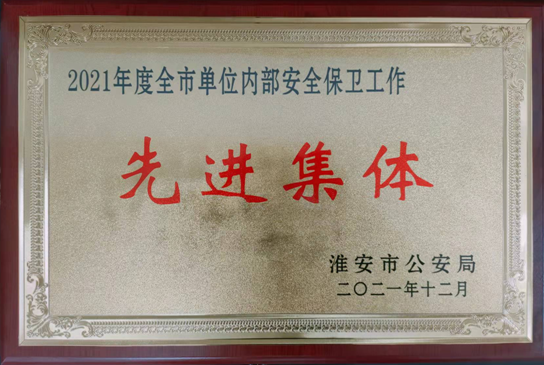 2021年度全市单位内部安全保卫工作
先进集体
淮安市公安局
二〇二一年十二月